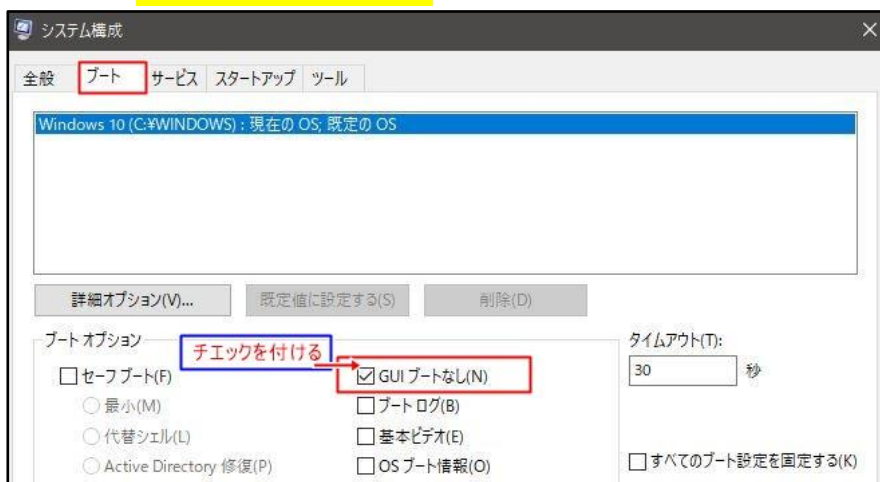 システム構成
全般 ブート サービス スタートアップ ツール
Windows 10 (C:¥WINDOWS) : 現在の OS; 既定の OS
詳細オプション(V)... 既定値に設定する(S) 削除(D)
ブート オプション
チェックを付ける
タイムアウト(T):
セーフ ブート(F)
GUI ブートなし(N)
30 秒
最小(M)
ブート ログ(B)
代替シェル(L)
基本ビデオ(E)
Active Directory 修復(P)
OS ブート情報(O)
すべてのブート設定を固定する(K)